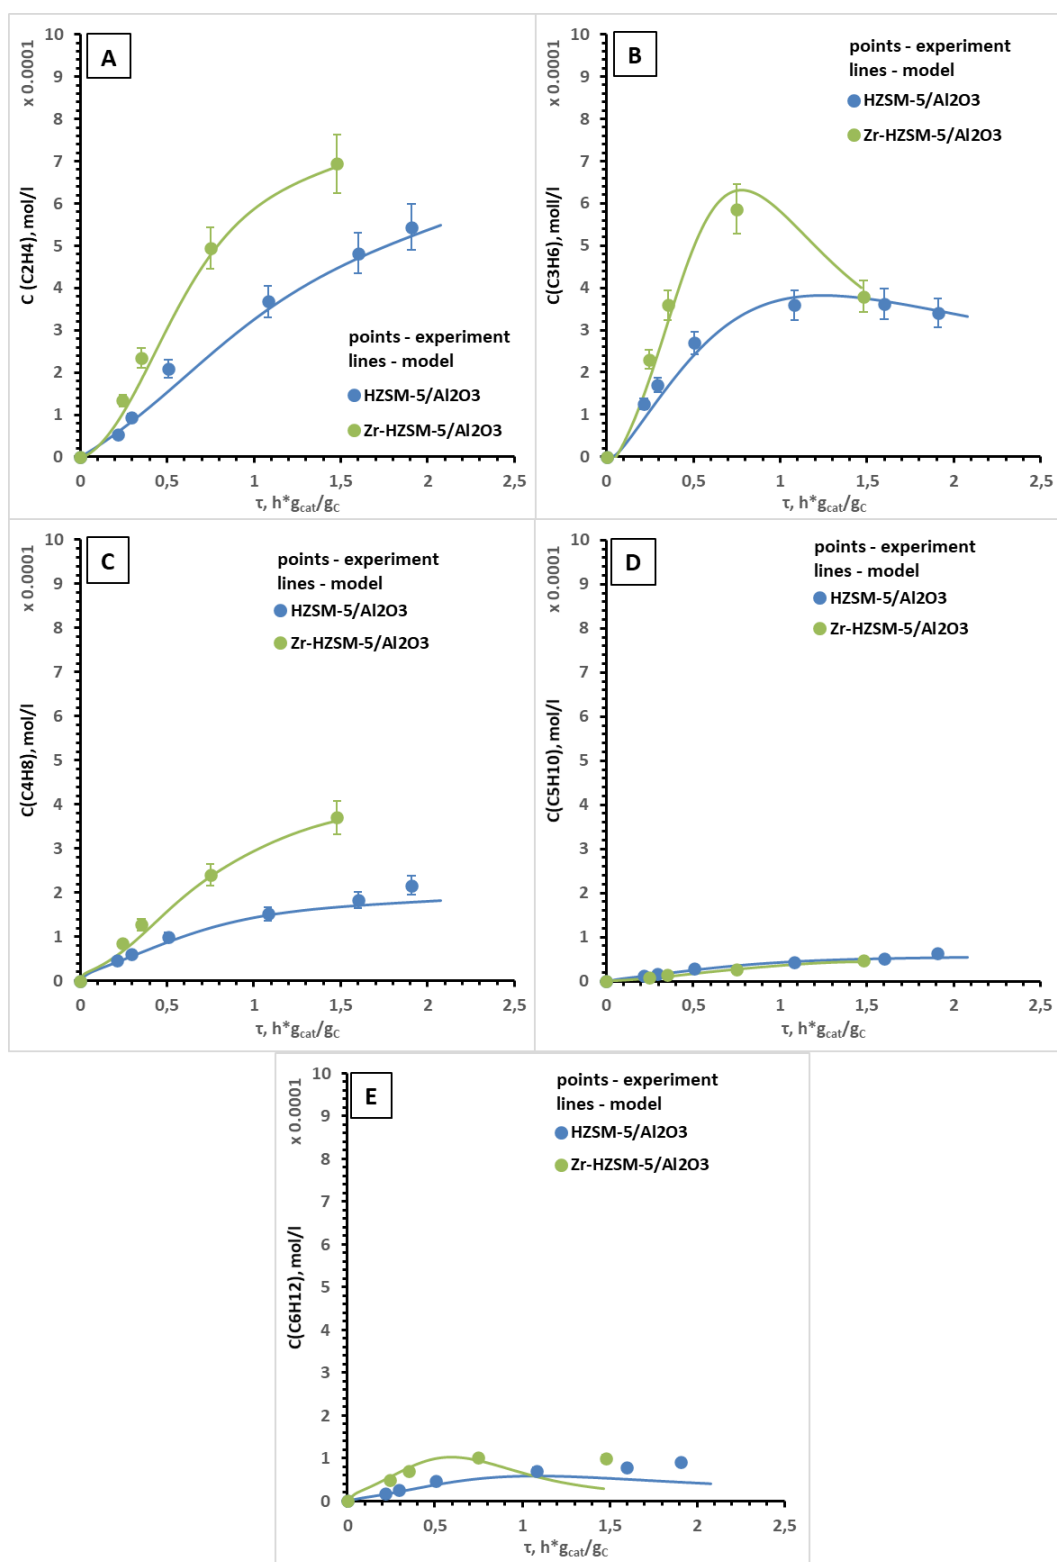 A
points - experiment
lines - model
HZSM-5/Al2O3
Zr-HZSM-5/Al2O3
x 0.0001
C (C2H4), mol/l
10
9
8
7
6
5
4
3
2
1
0
0 0,5 1 1,5 2 2,5
τ, h*gcat/gC
B
points - experiment
lines - model
HZSM-5/Al2O3
Zr-HZSM-5/Al2O3
x 0.0001
C(C3H6), moll/l
10
9
8
7
6
5
4
3
2
1
0
0 0,5 1 1,5 2 2,5
τ, h*gcat/gC
C
points - experiment
lines - model
HZSM-5/Al2O3
Zr-HZSM-5/Al2O3
x 0.0001
C(C4H8), mol/l
10
9
8
7
6
5
4
3
2
1
0
0 0,5 1 1,5 2 2,5
τ, h*gcat/gC
D
points - experiment
lines - model
HZSM-5/Al2O3
Zr-HZSM-5/Al2O3
x 0.0001
C(C5H10), mol/l
10
9
8
7
6
5
4
3
2
1
0
0 0,5 1 1,5 2 2,5
τ, h*gcat/gC
E
points - experiment
lines - model
HZSM-5/Al2O3
Zr-HZSM-5/Al2O3
x 0.0001
C(C6H12), mol/l
10
9
8
7
6
5
4
3
2
1
0
0 0,5 1 1,5 2 2,5
τ, h*gcat/gC